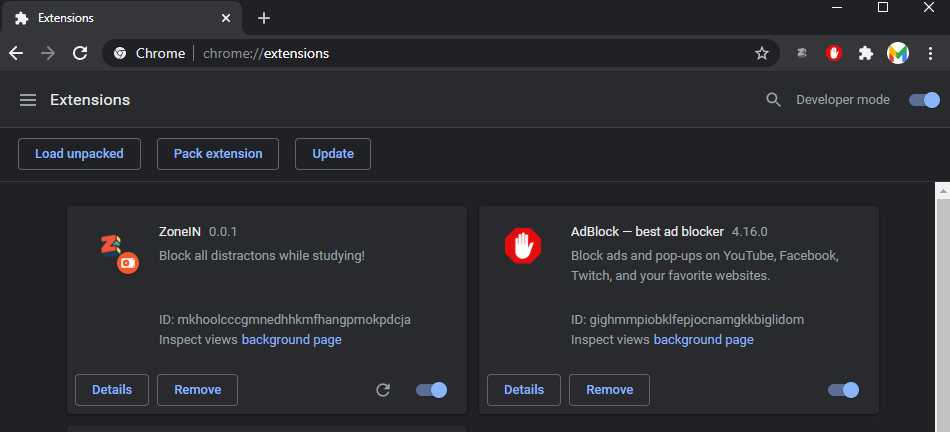 Extensions
Chrome chrome://extensions
Extensions
Developer mode
Load unpacked Pack extension Update
ZoneIN 0.0.1
Block all distractons while studying!
ID: mkhoolcccgmnedhhkmfhangpmokpdcja
Inspect views background page
Details Remove
AdBlock — best ad blocker 4.16.0
Block ads and pop-ups on YouTube, Facebook,
Twitch, and your favorite websites.
ID: gighmmpiobklfepjocnamgkkbiglidom
Inspect views background page
Details Remove